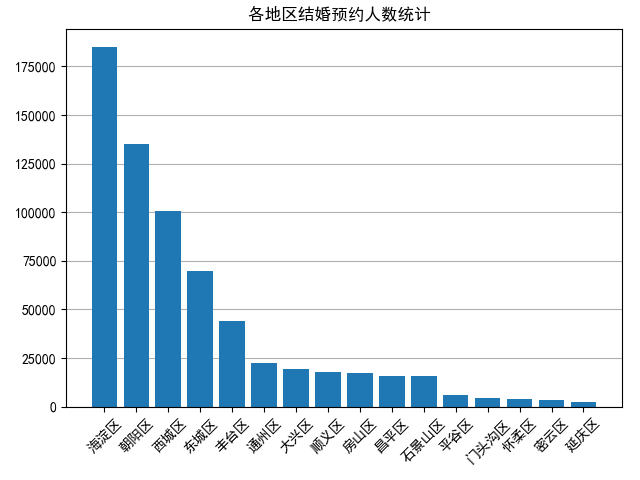 各地区结婚预约人数统计
175000
150000
125000
100000
75000
50000
25000
0
海淀区
朝阳区
西城区
东城区
丰台区
通州区
大兴区
顺义区
房山区
昌平区
石景山区
平谷区
门头沟区
怀柔区
密云区
延庆区